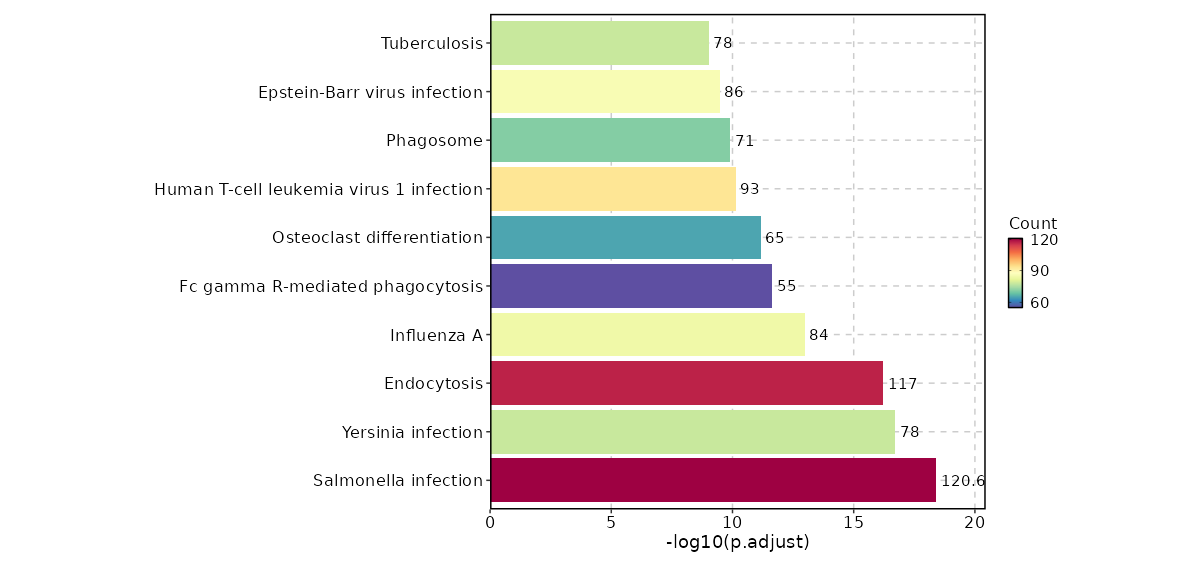 Tuberculosis 78
Epstein-Barr virus infection 86
Phagosome 71
Human T-cell leukemia virus 1 infection 93
Osteoclast differentiation 65
Fc gamma R-mediated phagocytosis 55
Influenza A 84
Endocytosis 117
Yersinia infection 78
Salmonella infection 120.6
0 5 10 15 20
-log10(p.adjust)
Count
120
90
60